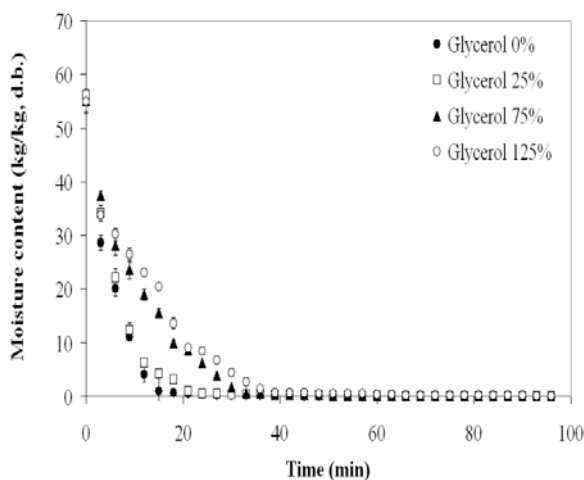 70
60
50
40
30
20
10
0
Moisture content (kg/kg, d.b.)
Glycerol 0%
Glycerol 25%
Glycerol 75%
Glycerol 125%
0 20 40 60 80 100
Time (min)